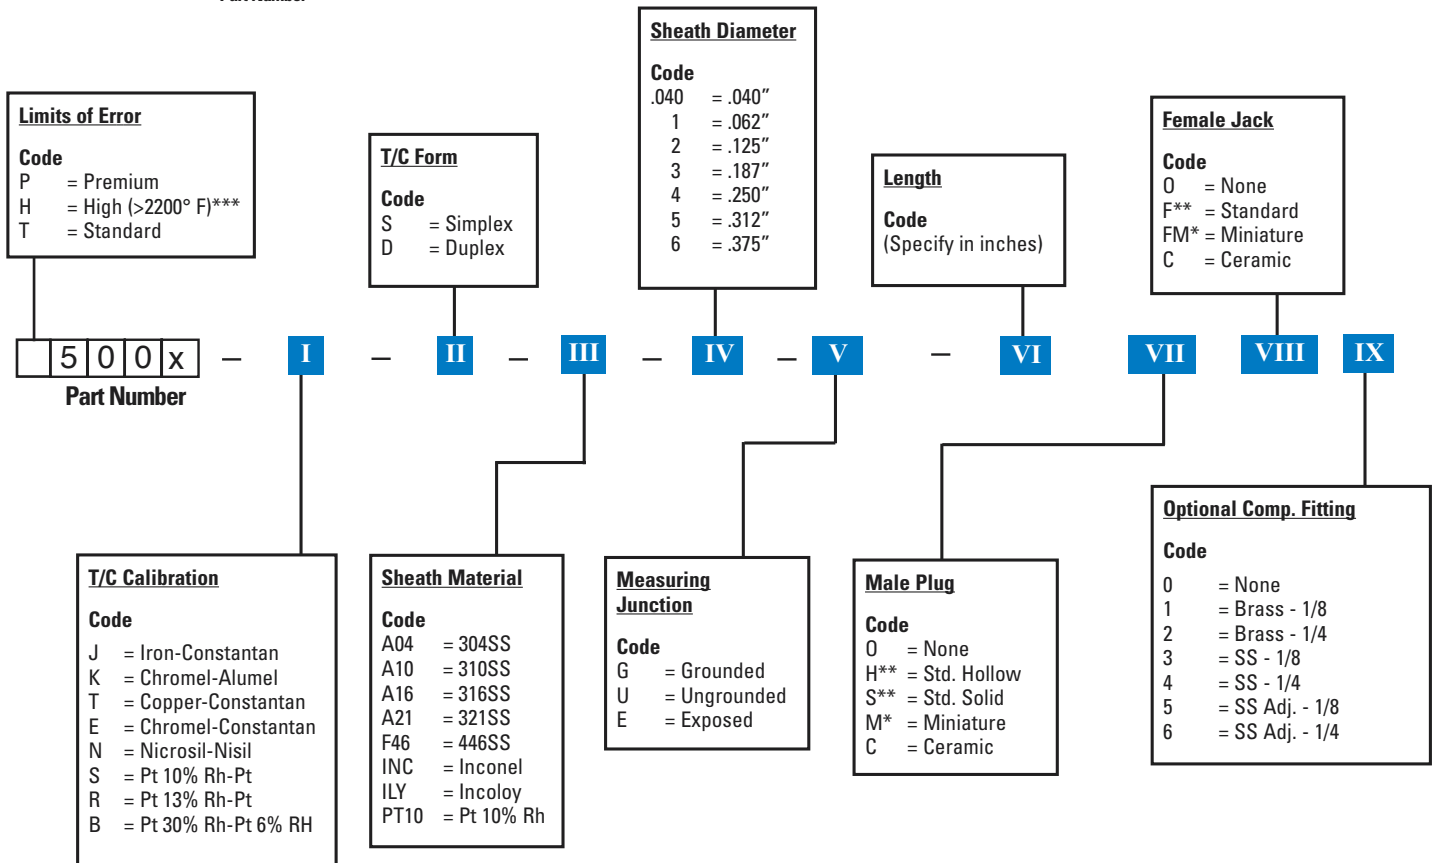 Part Number
Sheath Diameter
Code
.040 = .040”
1 = .062”
2 = .125”
3 = .187”
4 = .250”
5 = .312”
6 = .375”
Limits of Error
Code
P = Premium
H = High (>2200° F)***
T = Standard
T/C Form
Code
S = Simplex
D = Duplex
Length
Code
(Specify in inches)
Female Jack
Code
O = None
F** = Standard
FM* = Miniature
C = Ceramic
500x – I – II – III – IV – V – VI VII VIII IX
Part Number
T/C Calibration
Code
J = Iron-Constantan
K = Chromel-Alumel
T = Copper-Constantan
E = Chromel-Constantan
N = Nicrosil-Nisil
S = Pt 10% Rh-Pt
R = Pt 13% Rh-Pt
B = Pt 30% Rh-Pt 6% RH
Sheath Material
Code
A04 = 304SS
A10 = 310SS
A16 = 316SS
A21 = 321SS
F46 = 446SS
INC = Inconel
ILY = Incoloy
PT10 = Pt 10% Rh
Measuring
Junction
Code
G = Grounded
U = Ungrounded
E = Exposed
Male Plug
Code
O = None
H** = Std. Hollow
S** = Std. Solid
M* = Miniature
C = Ceramic
Optional Comp. Fitting
Code
0 = None
1 = Brass - 1/8
2 = Brass - 1/4
3 = SS - 1/8
4 = SS - 1/4
5 = SS Adj. - 1/8
6 = SS Adj. - 1/4